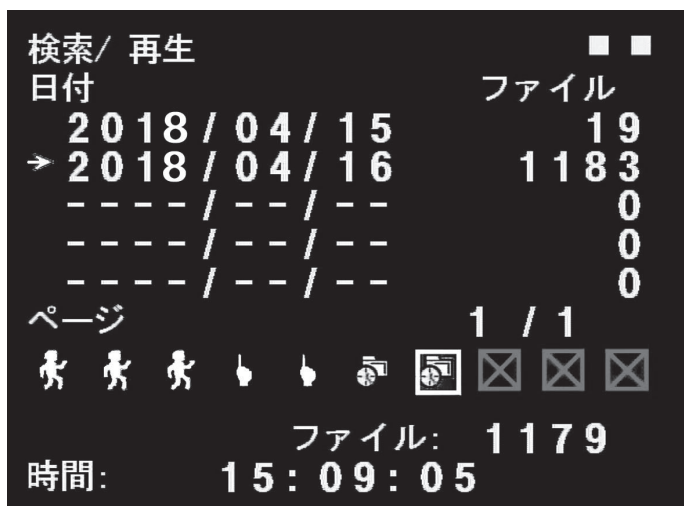 検索/ 再生
日付 ファイル
2018/04/15 19
2018/04/16 1183
----/--/-- 0
----/--/-- 0
----/--/-- 0
ページ 1 / 1
ファイル: 1179
時間: 15:09:05